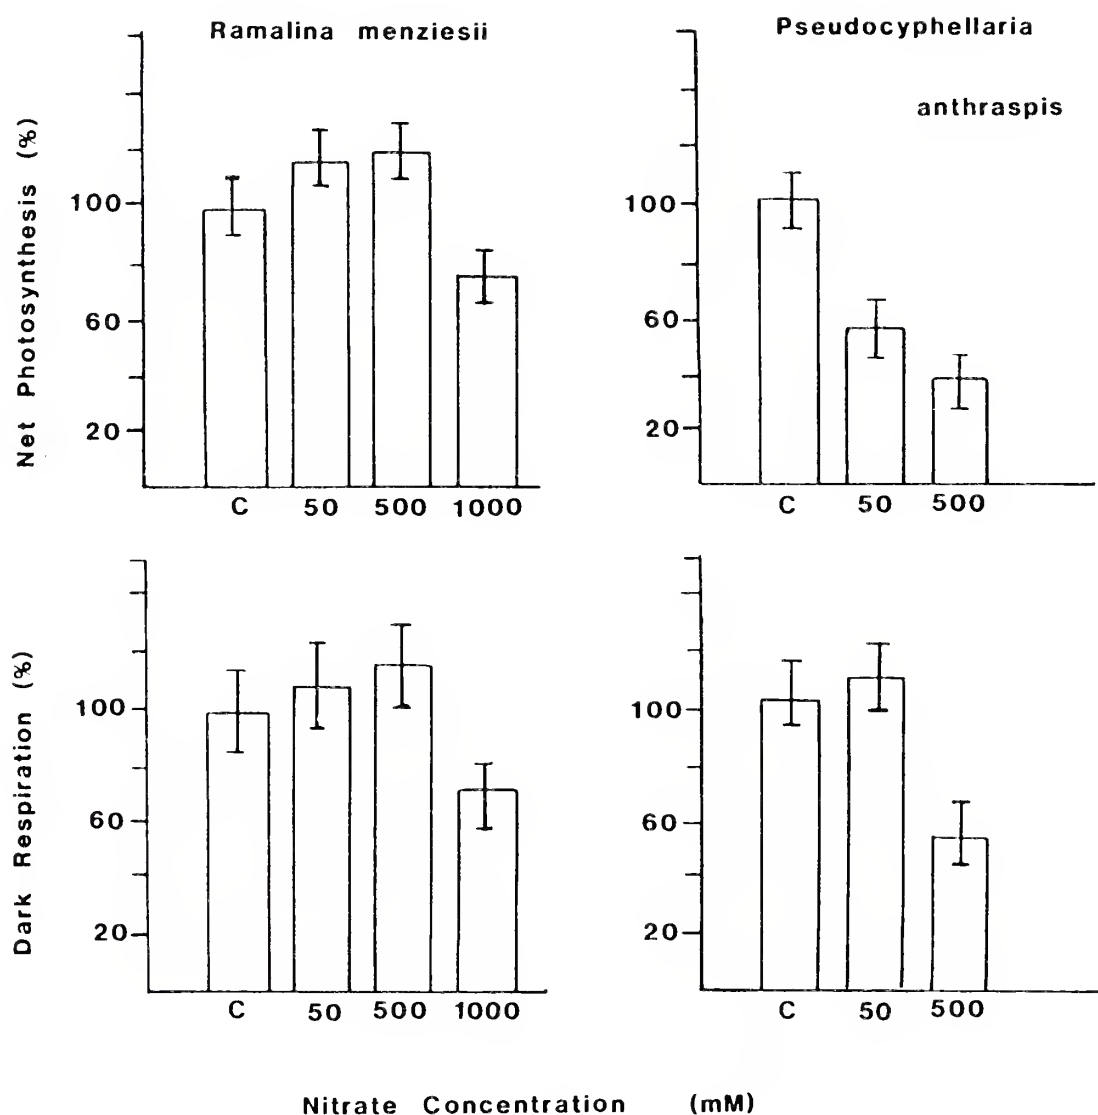 Ramalina menziesii
Pseudocyphellaria
anthraspis
Net Photosynthesis (%)
100
60
20
C 50 500 1000
100
60
20
C 50 500
Dark Respiration (%)
100
60
20
C 50 500 1000
100
60
20
C 50 500
Nitrate Concentration (mM)